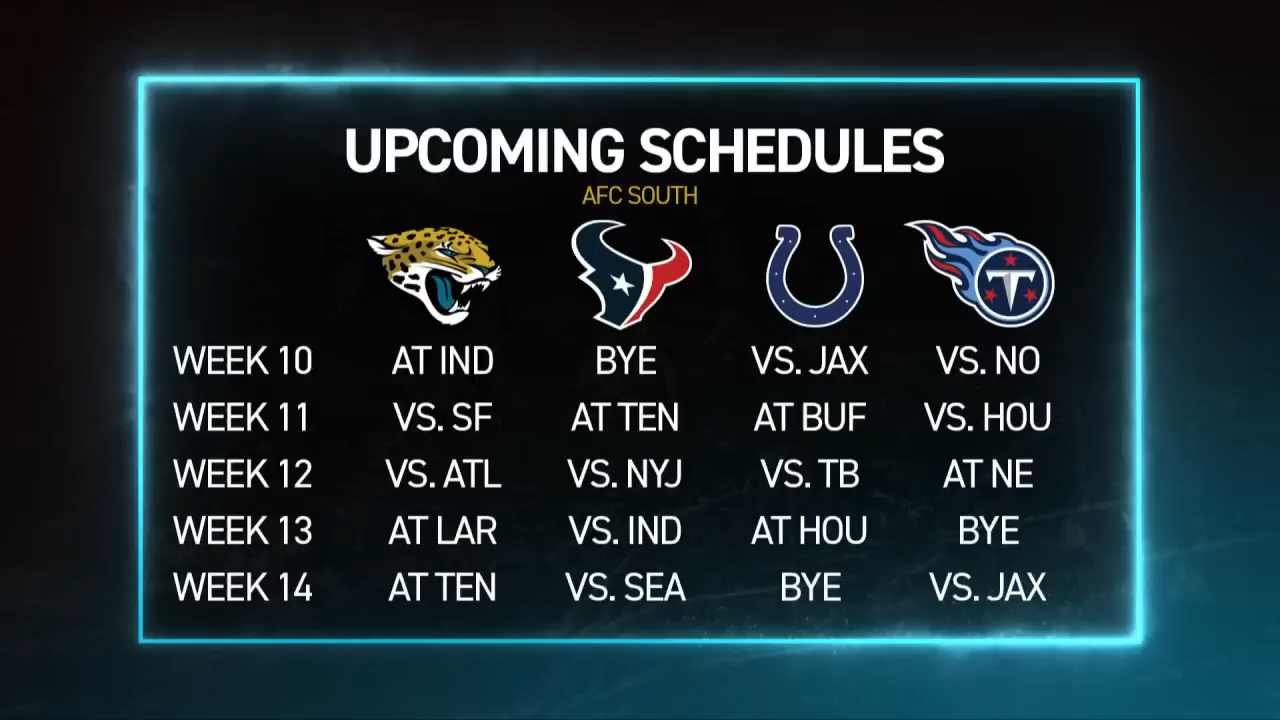 UPCOMING SCHEDULES
AFC SOUTH
T
WEEK 10 AT IND BYE VS. JAX VS. NO
WEEK 11 VS. SF AT TEN AT BUF VS. HOU
WEEK 12 VS. ATL VS. NYJ VS. TB AT NE
WEEK 13 AT LAR VS. IND AT HOU BYE
WEEK 14 AT TEN VS. SEA BYE VS. JAX